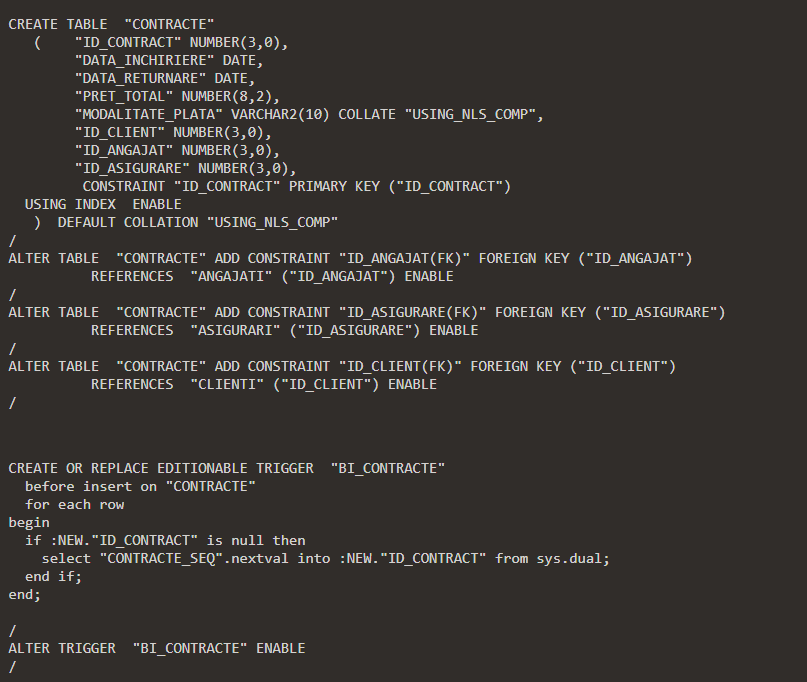 CREATE TABLE  "CONTRACTE"
   (    "ID_CONTRACT" NUMBER(3,0),
        "DATA_INCHIRIERE" DATE,
        "DATA_RETURNARE" DATE,
        "PRET_TOTAL" NUMBER(8,2),
        "MODALITATE_PLATA" VARCHAR2(10) COLLATE "USING_NLS_COMP",
        "ID_CLIENT" NUMBER(3,0),
        "ID_ANGAJAT" NUMBER(3,0),
        "ID_ASIGURARE" NUMBER(3,0),
         CONSTRAINT "ID_CONTRACT" PRIMARY KEY ("ID_CONTRACT")
  USING INDEX  ENABLE
   )  DEFAULT COLLATION "USING_NLS_COMP"
/
ALTER TABLE  "CONTRACTE" ADD CONSTRAINT "ID_ANGAJAT(FK)" FOREIGN KEY ("ID_ANGAJAT")
          REFERENCES  "ANGAJATI" ("ID_ANGAJAT") ENABLE
/
ALTER TABLE  "CONTRACTE" ADD CONSTRAINT "ID_ASIGURARE(FK)" FOREIGN KEY ("ID_ASIGURARE")
          REFERENCES  "ASIGURARI" ("ID_ASIGURARE") ENABLE
/
ALTER TABLE  "CONTRACTE" ADD CONSTRAINT "ID_CLIENT(FK)" FOREIGN KEY ("ID_CLIENT")
          REFERENCES  "CLIENTI" ("ID_CLIENT") ENABLE
/
CREATE OR REPLACE EDITIONABLE TRIGGER  "BI_CONTRACTE"
  before insert on "CONTRACTE"
  for each row
begin
  if :NEW."ID_CONTRACT" is null then
    select "CONTRACTE_SEQ".nextval into :NEW."ID_CONTRACT" from sys.dual;
  end if;
end;
/
ALTER TRIGGER  "BI_CONTRACTE" ENABLE
/